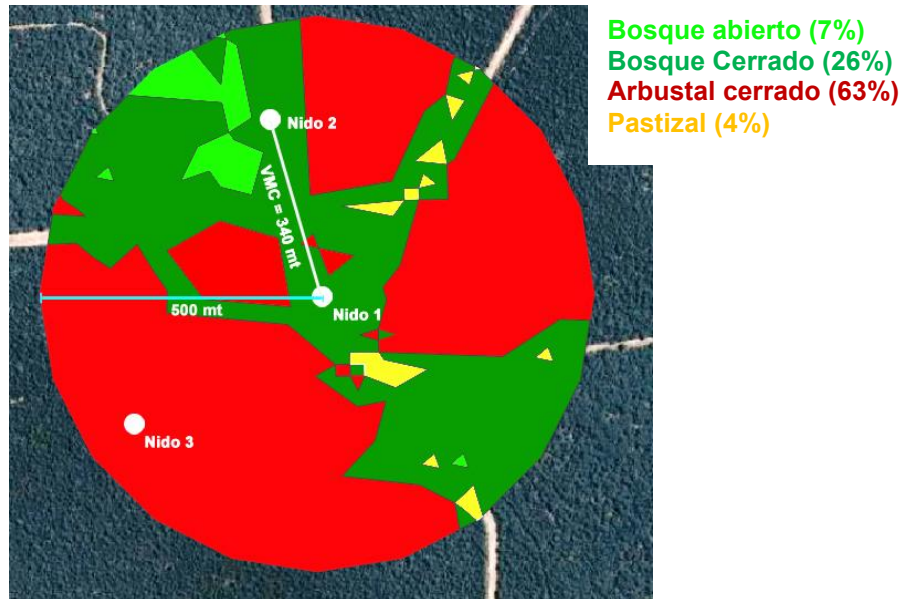 Bosque abierto (7%)
Bosque Cerrado (26%)
Arbustal cerrado (63%)
Pastizal (4%)
Nido 2
VMC = 340 mt
500 mt
Nido 1
Nido 3